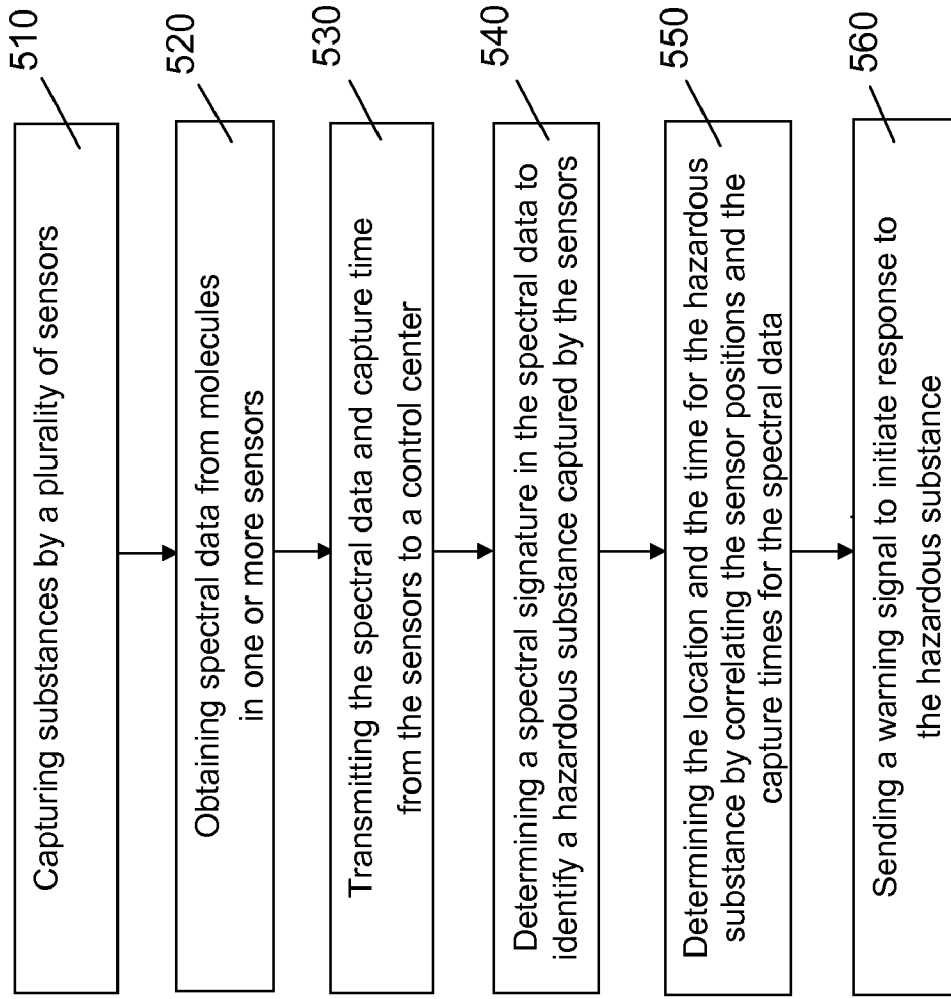 510
Capturing substances by a plurality of sensors
520
Obtaining spectral data from molecules
in one or more sensors
530
Transmitting the spectral data and capture time
from the sensors to a control center
540
Determining a spectral signature in the spectral data to
identify a hazardous substance captured by the sensors
550
Determining the location and the time for the hazardous
substance by correlating the sensor positions and the
capture times for the spectral data
560
Sending a warning signal to initiate response to
the hazardous substance